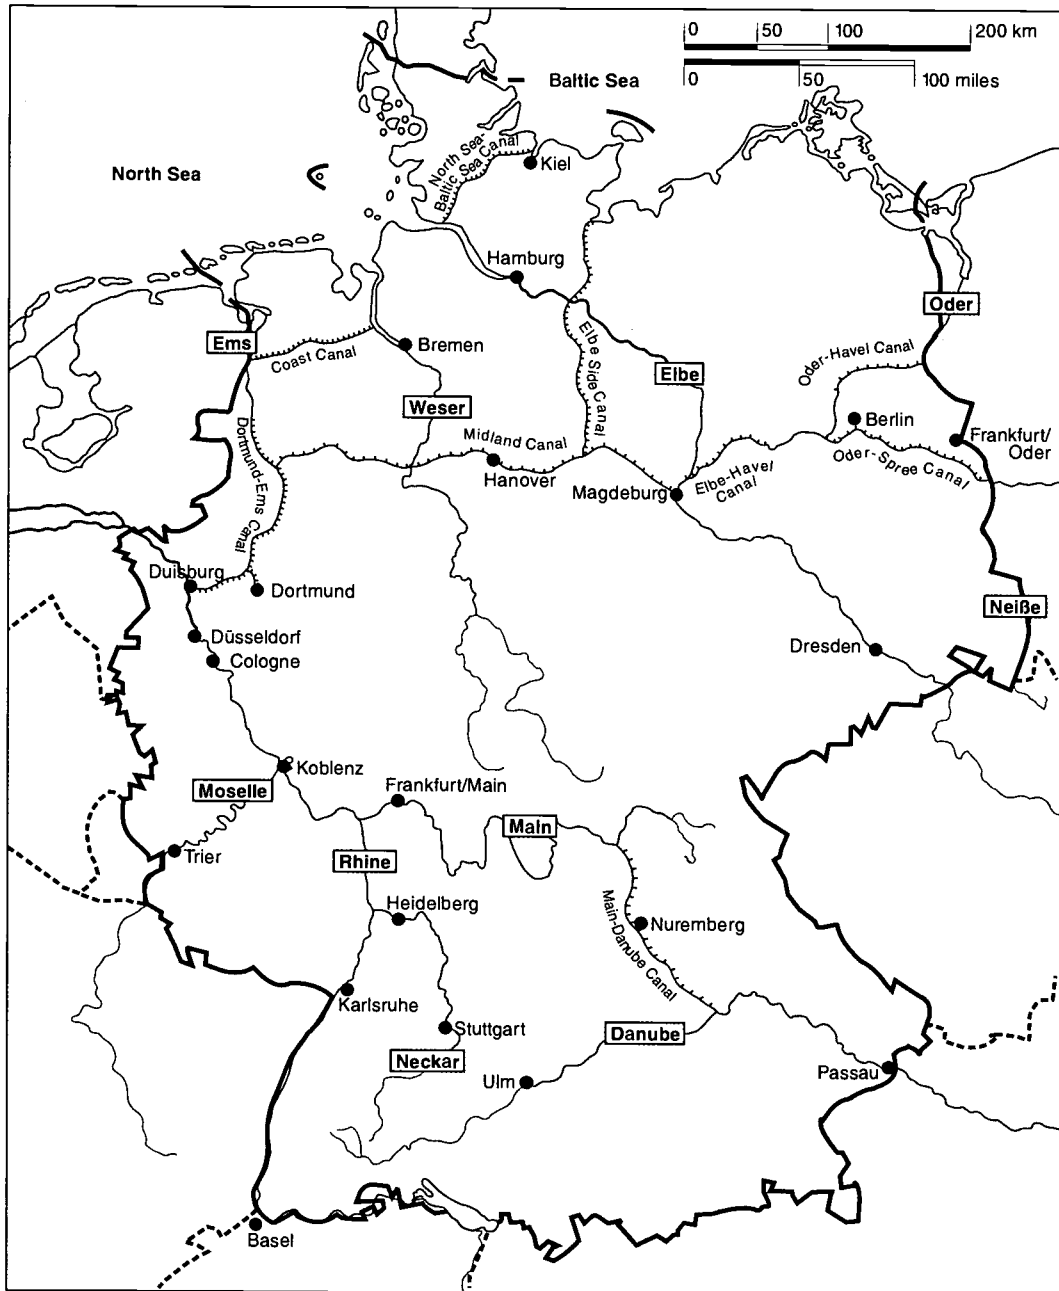 0 50 100 200 km
0 50 100 miles
Baltic Sea
North Sea
North Sea-
Baltic Sea Canal
Kiel
Hamburg
Oder
Ems
Coast Canal
Bremen
Elbe Side Canal
Elbe
Oder-Havel Canal
Weser
Berlin
Frankfurt/
Oder
Midland Canal
Hanover
Dortmund-Ems Canal
Magdeburg
Elbe-Havel
Canal
Oder-Spree Canal
Duisburg
Dortmund
Neiße
Düsseldorf
Cologne
Dresden
Koblenz
Moselle
Frankfurt/Main
Main
Trier
Rhine
Heidelberg
Main-Danube Canal
Nuremberg
Karlsruhe
Stuttgart
Danube
Neckar
Ulm
Passau
Basel